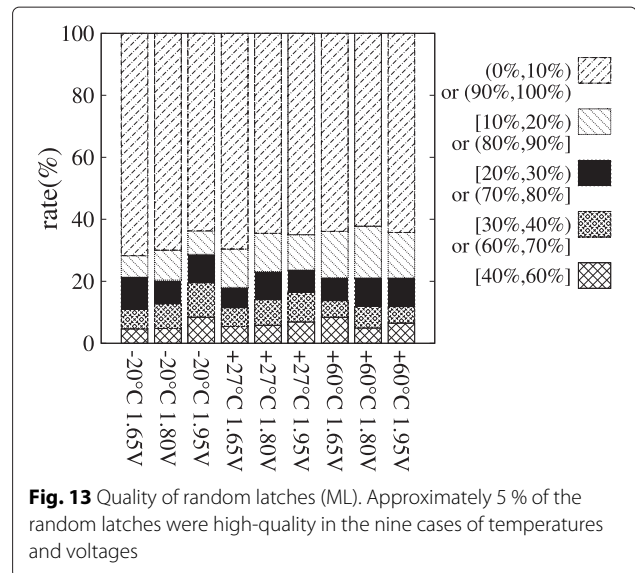 100
80
60
40
20
0
rate(%)
(0%,10%)
or (90%,100%)
[10%,20%)
or (80%,90%]
[20%,30%)
or (70%,80%]
[30%,40%)
or (60%,70%]
[40%,60%]
-20°C 1.65V
-20°C 1.80V
-20°C 1.95V
+27°C 1.65V
+27°C 1.80V
+27°C 1.95V
+60°C 1.65V
+60°C 1.80V
+60°C 1.95V
Fig. 13 Quality of random latches (ML). Approximately 5 % of the
random latches were high-quality in the nine cases of temperatures
and voltages